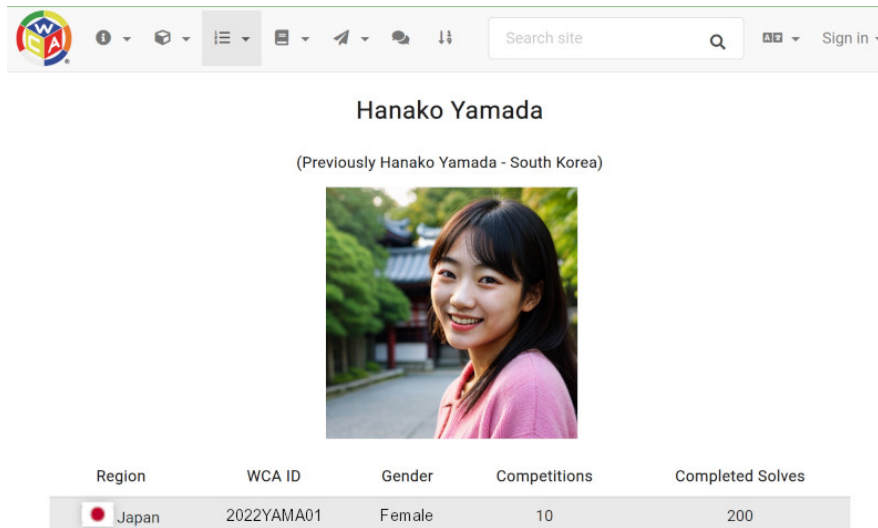 WCA
Search site
Sign in
Hanako Yamada
(Previously Hanako Yamada - South Korea)
Region WCA ID Gender Competitions Completed Solves
Japan 2022YAMA01 Female 10 200